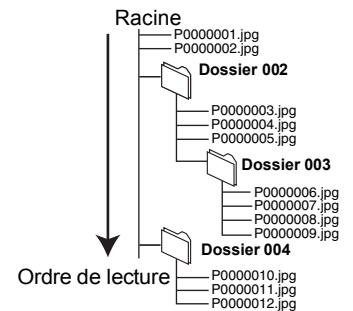 Racine
P0000001.jpg
P0000002.jpg
Dossier 002
P0000003.jpg
P0000004.jpg
P0000005.jpg
Dossier 003
P0000006.jpg
P0000007.jpg
P0000008.jpg
P0000009.jpg
Dossier 004
Ordre de lecture
P0000010.jpg
P0000011.jpg
P0000012.jpg